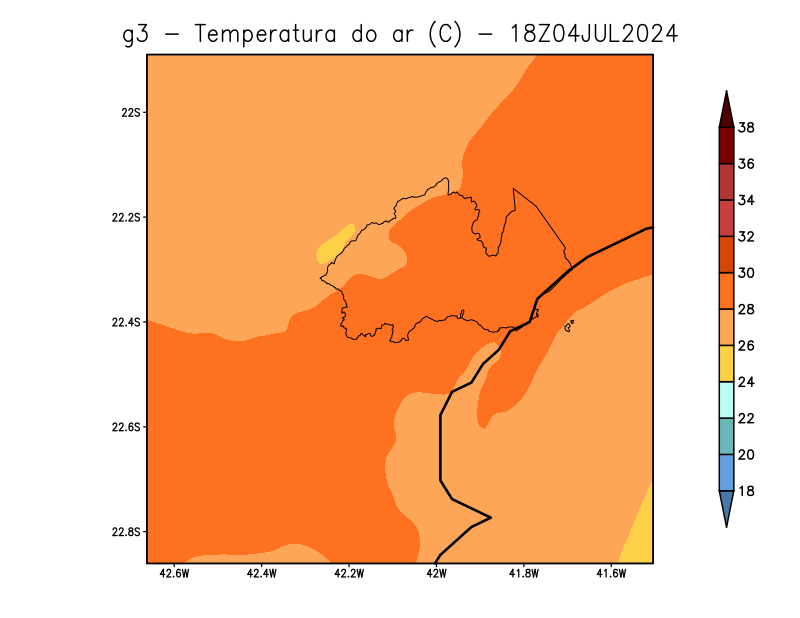 g3 − Temperatura do ar (C) − 18Z04JUL2024
22S
22.2S
22.4S
22.6S
22.8S
42.6W
42.4W
42.2W
42W
41.8W
41.6W
38
36
34
32
30
28
26
24
22
20
18